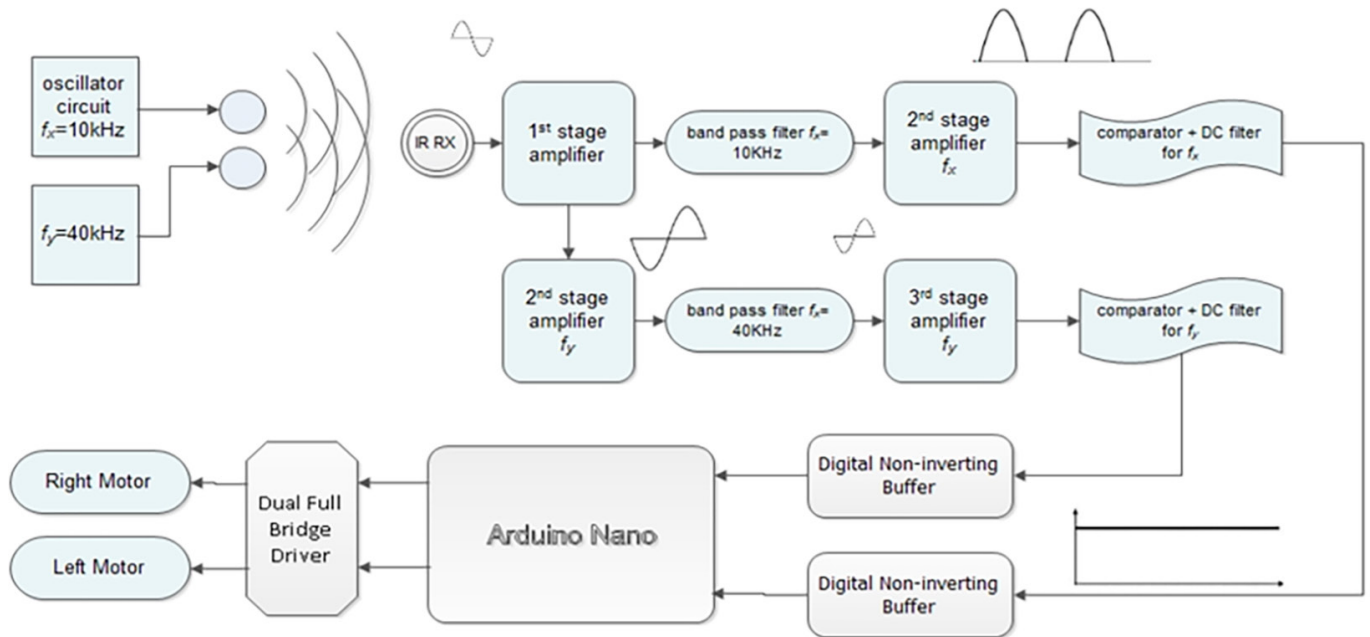 oscillator
circuit
fx=10kHz
fy=40kHz
IR RX
1st stage
amplifier
band pass filter fx=
10KHz
2nd stage
amplifier
fx
comparator + DC filter
for fx
2nd stage
amplifier
fy
band pass filter fx=
40KHz
3rd stage
amplifier
fy
comparator + DC filter
for fy
Right Motor
Left Motor
Dual Full
Bridge
Driver
Arduino Nano
Digital Non-inverting
Buffer
Digital Non-inverting
Buffer